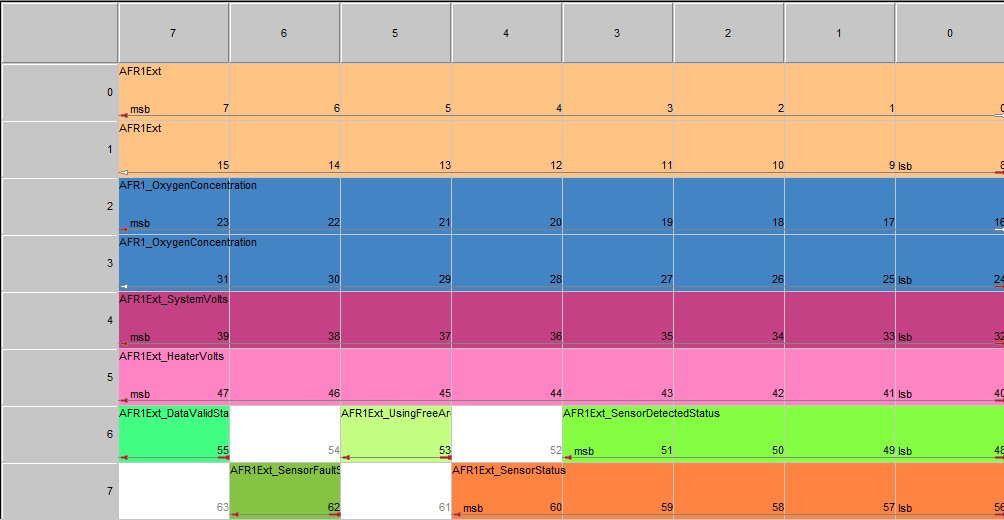 7 6 5 4 3 2 1 0
AFR1Ext
0 msb 7 6 5 4 3 2 1 0
AFR1Ext
1 15 14 13 12 11 10 9 lsb 8
AFR1_OxygenConcentration
2 msb 23 22 21 20 19 18 17 16
AFR1_OxygenConcentration
3 31 30 29 28 27 26 25 lsb 24
AFR1Ext_SystemVolts
4 msb 39 38 37 36 35 34 33 lsb 32
AFR1Ext_HeaterVolts
5 msb 47 46 45 44 43 42 41 lsb 40
AFR1Ext_DataValidSta AFR1Ext_UsingFreeAir AFR1Ext_SensorDetectedStatus
6 55 54 53 52 msb 51 50 49 lsb 48
AFR1Ext_SensorFaultS AFR1Ext_SensorStatus
7 63 62 61 msb 60 59 58 57 lsb 56